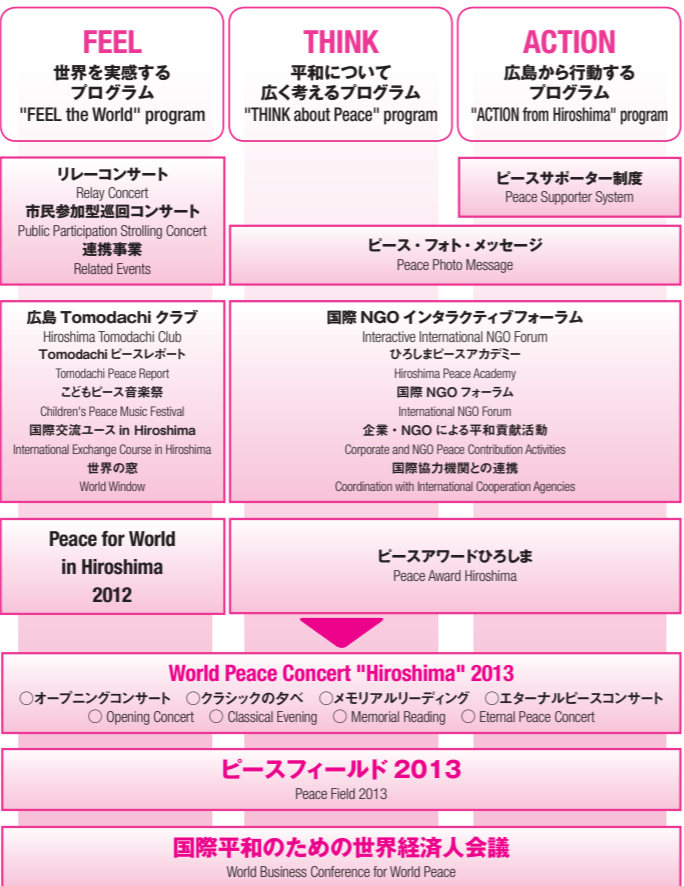 FEEL
世界を実感する
プログラム
"FEEL the World" program
THINK
平和について
広く考えるプログラム
"THINK about Peace" program
ACTION
広島から行動する
プログラム
"ACTION from Hiroshima" program
リレーコンサート
Relay Concert
市民参加型巡回コンサート
Public Participation Strolling Concert
連携事業
Related Events
ピースサポーター制度
Peace Supporter System
ピース・フォト・メッセージ
Peace Photo Message
広島 Tomodachi クラブ
Hiroshima Tomodachi Club
Tomodachi ピースレポート
Tomodachi Peace Report
こどもピース音楽祭
Children's Peace Music Festival
国際交流ユース in Hiroshima
International Exchange Course in Hiroshima
世界の窓
World Window
国際 NGO インタラクティブフォーラム
Interactive International NGO Forum
ひろしまピースアカデミー
Hiroshima Peace Academy
国際 NGO フォーラム
International NGO Forum
企業・NGO による平和貢献活動
Corporate and NGO Peace Contribution Activities
国際協力機関との連携
Coordination with International Cooperation Agencies
Peace for World
in Hiroshima
2012
ピースアワードひろしま
Peace Award Hiroshima
World Peace Concert "Hiroshima" 2013
○オープニングコンサート ○クラシックの夕べ ○メモリアルリーディング ○エターナルピースコンサート
○ Opening Concert ○ Classical Evening ○ Memorial Reading ○ Eternal Peace Concert
ピースフィールド 2013
Peace Field 2013
国際平和のための世界経済人会議
World Business Conference for World Peace